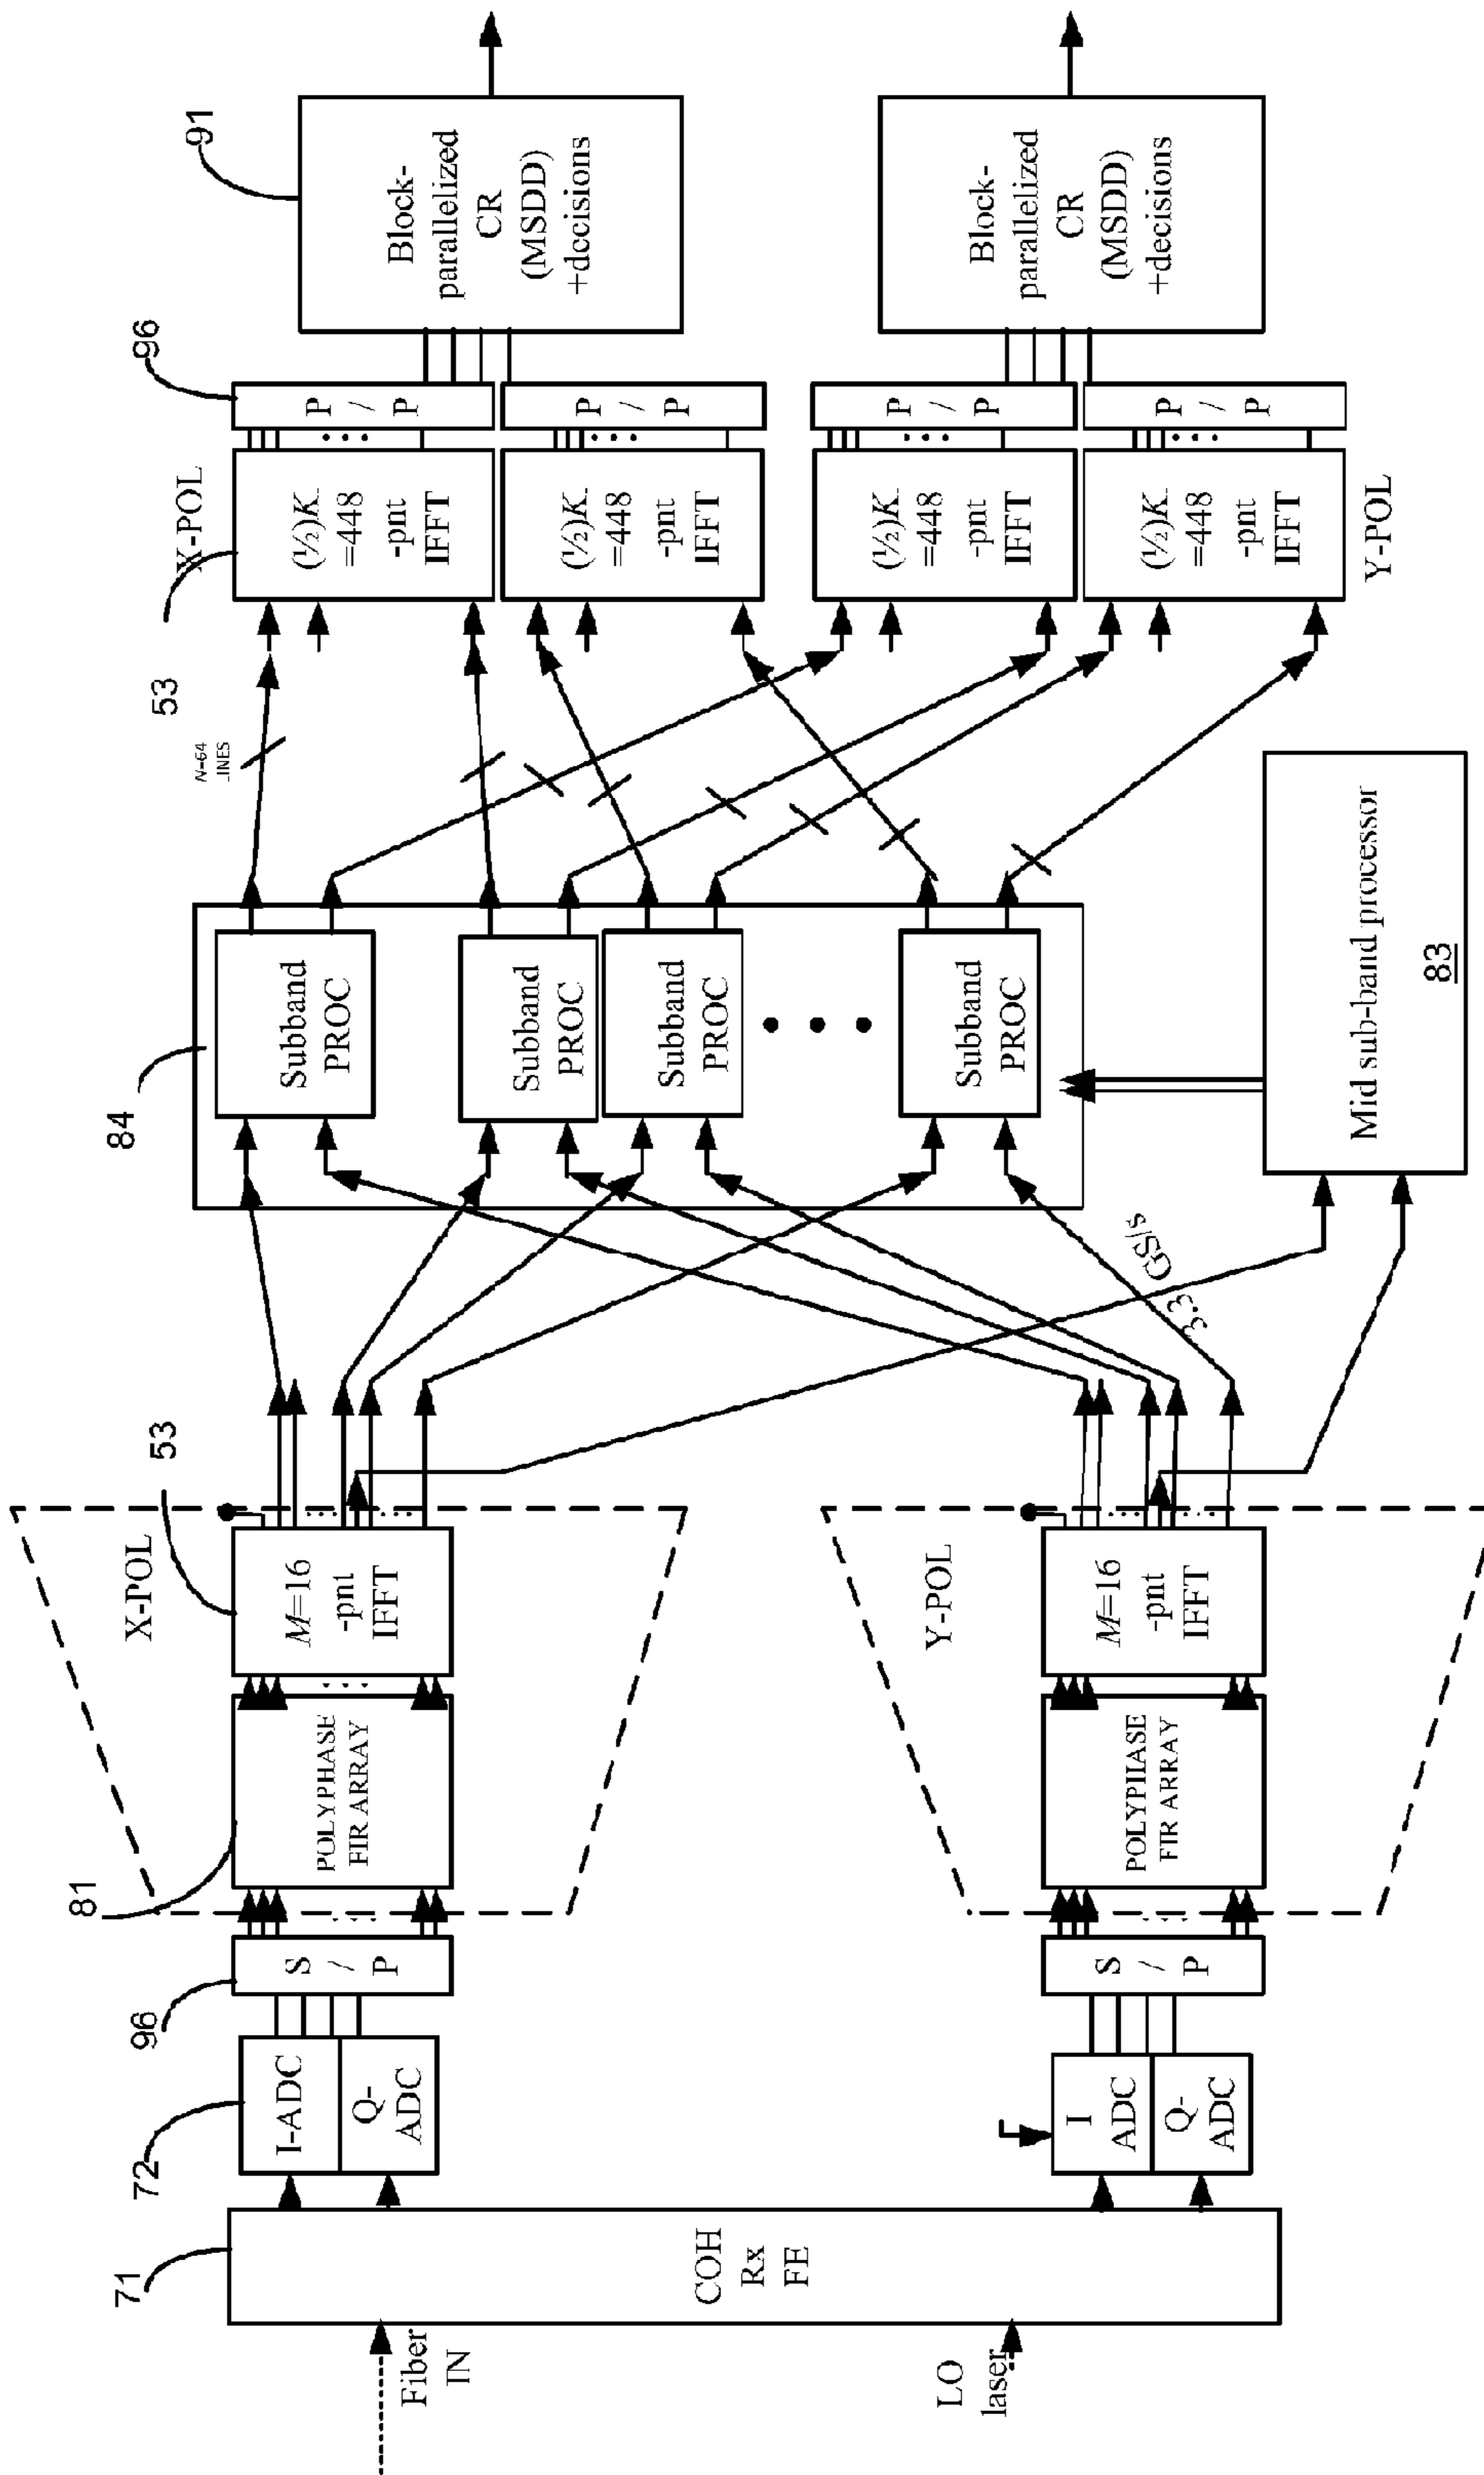 Fiber
IN
LO
laser
71
COH
Rx
FE
72
I-ADC
Q-
ADC
I
ADC
Q-
ADC
96
S
/
P
S
/
P
81
X-POL
POLYPHASE
FIR ARRAY
53
M=16
-pnt
IFFT
Y-POL
POLYPHASE
FIR ARRAY
M=16
-pnt
IFFT
3.3 GS/s
84
Subband
PROC
Subband
PROC
Subband
PROC
Subband
PROC
Mid sub-band processor
83
53
X-POL
(½)K
=448
-pnt
IFFT
(½)K
=448
-pnt
IFFT
(½)K
=448
-pnt
IFFT
(½)K
=448
-pnt
IFFT
Y-POL
96
P
/
P
P
/
P
P
/
P
P
/
P
91
Block-
parallelized
CR
(MSDD)
+decisions
Block-
parallelized
CR
(MSDD)
+decisions